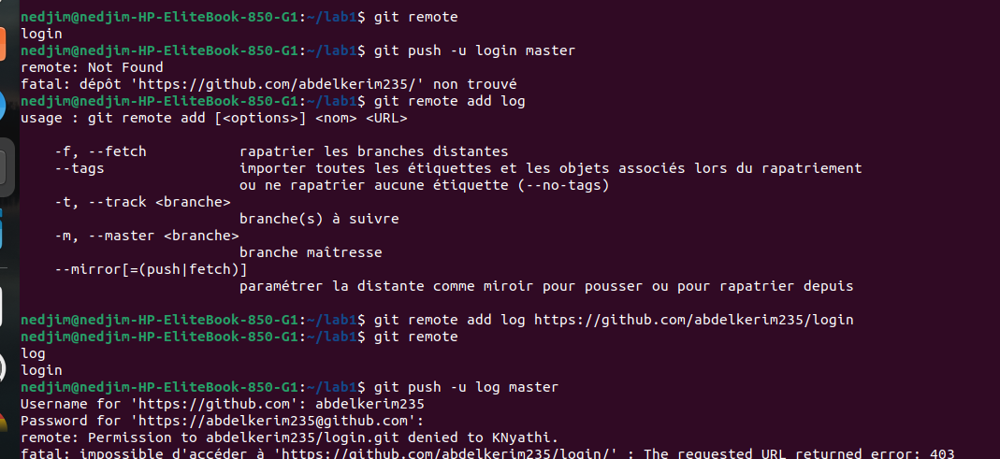 nedjim@nedjim-HP-EliteBook-850-G1:~/lab1$ git remote
login
nedjim@nedjim-HP-EliteBook-850-G1:~/lab1$ git push -u login master
remote: Not Found
fatal: dépôt 'https://github.com/abdelkerim235/' non trouvé
nedjim@nedjim-HP-EliteBook-850-G1:~/lab1$ git remote add log
usage : git remote add [<options>] <nom> <URL>
-f, --fetch rapatrier les branches distantes
--tags importer toutes les étiquettes et les objets associés lors du rapatriement
ou ne rapatrier aucune étiquette (--no-tags)
-t, --track <branche>
branche(s) à suivre
-m, --master <branche>
branche maîtresse
--mirror[=(push|fetch)]
paramétrer la distante comme miroir pour pousser ou pour rapatrier depuis
nedjim@nedjim-HP-EliteBook-850-G1:~/lab1$ git remote add log https://github.com/abdelkerim235/login
nedjim@nedjim-HP-EliteBook-850-G1:~/lab1$ git remote
log
login
nedjim@nedjim-HP-EliteBook-850-G1:~/lab1$ git push -u log master
Username for 'https://github.com': abdelkerim235
Password for 'https://abdelkerim235@github.com':
remote: Permission to abdelkerim235/login.git denied to KNyathi.
fatal: impossible d'accéder à 'https://github.com/abdelkerim235/login/' : The requested URL returned error: 403